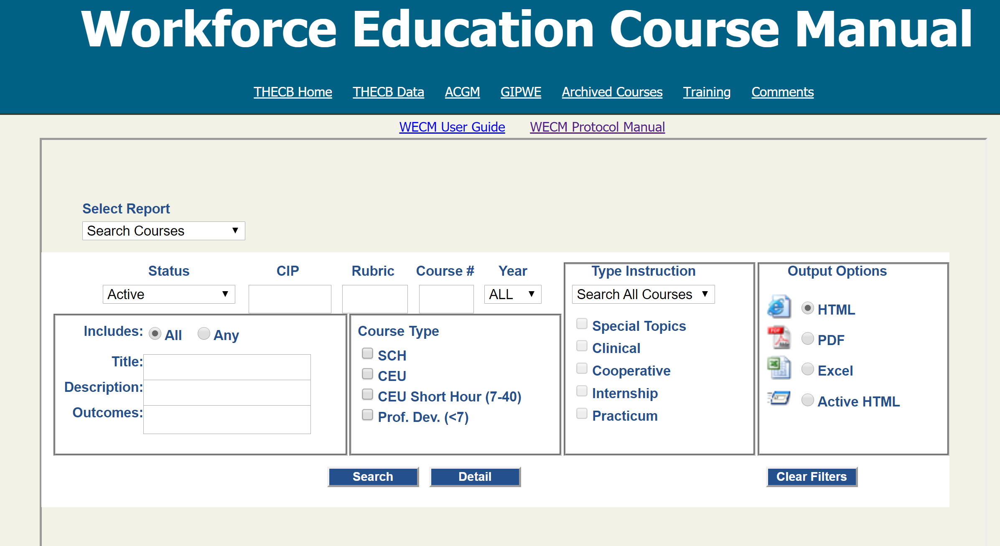 Workforce Education Course Manual
THECB Home THECB Data ACGM GIPWE Archived Courses Training Comments
WECM User Guide WECM Protocol Manual
Select Report
Search Courses
Status CIP Rubric Course # Year Type Instruction Output Options
Active ALL Search All Courses
Includes: All Any
Title:
Description:
Outcomes:
Course Type
SCH
CEU
CEU Short Hour (7-40)
Prof. Dev. (<7)
Special Topics
Clinical
Cooperative
Internship
Practicum
HTML
PDF PDF
Excel
Active HTML
Search Detail Clear Filters